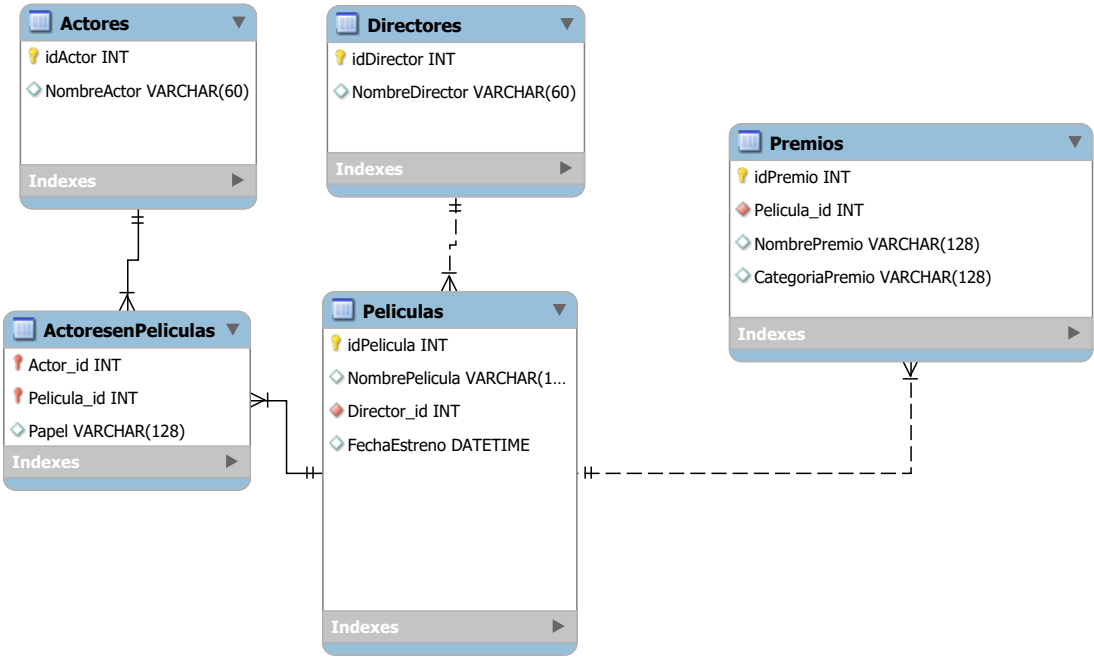 Actores
idActor INT
NombreActor VARCHAR(60)
Indexes
Directores
idDirector INT
NombreDirector VARCHAR(60)
Indexes
Premios
idPremio INT
Pelicula_id INT
NombrePremio VARCHAR(128)
CategoriaPremio VARCHAR(128)
Indexes
ActoresenPeliculas
Actor_id INT
Pelicula_id INT
Papel VARCHAR(128)
Indexes
Peliculas
idPelicula INT
NombrePelicula VARCHAR(1...
Director_id INT
FechaEstreno DATETIME
Indexes